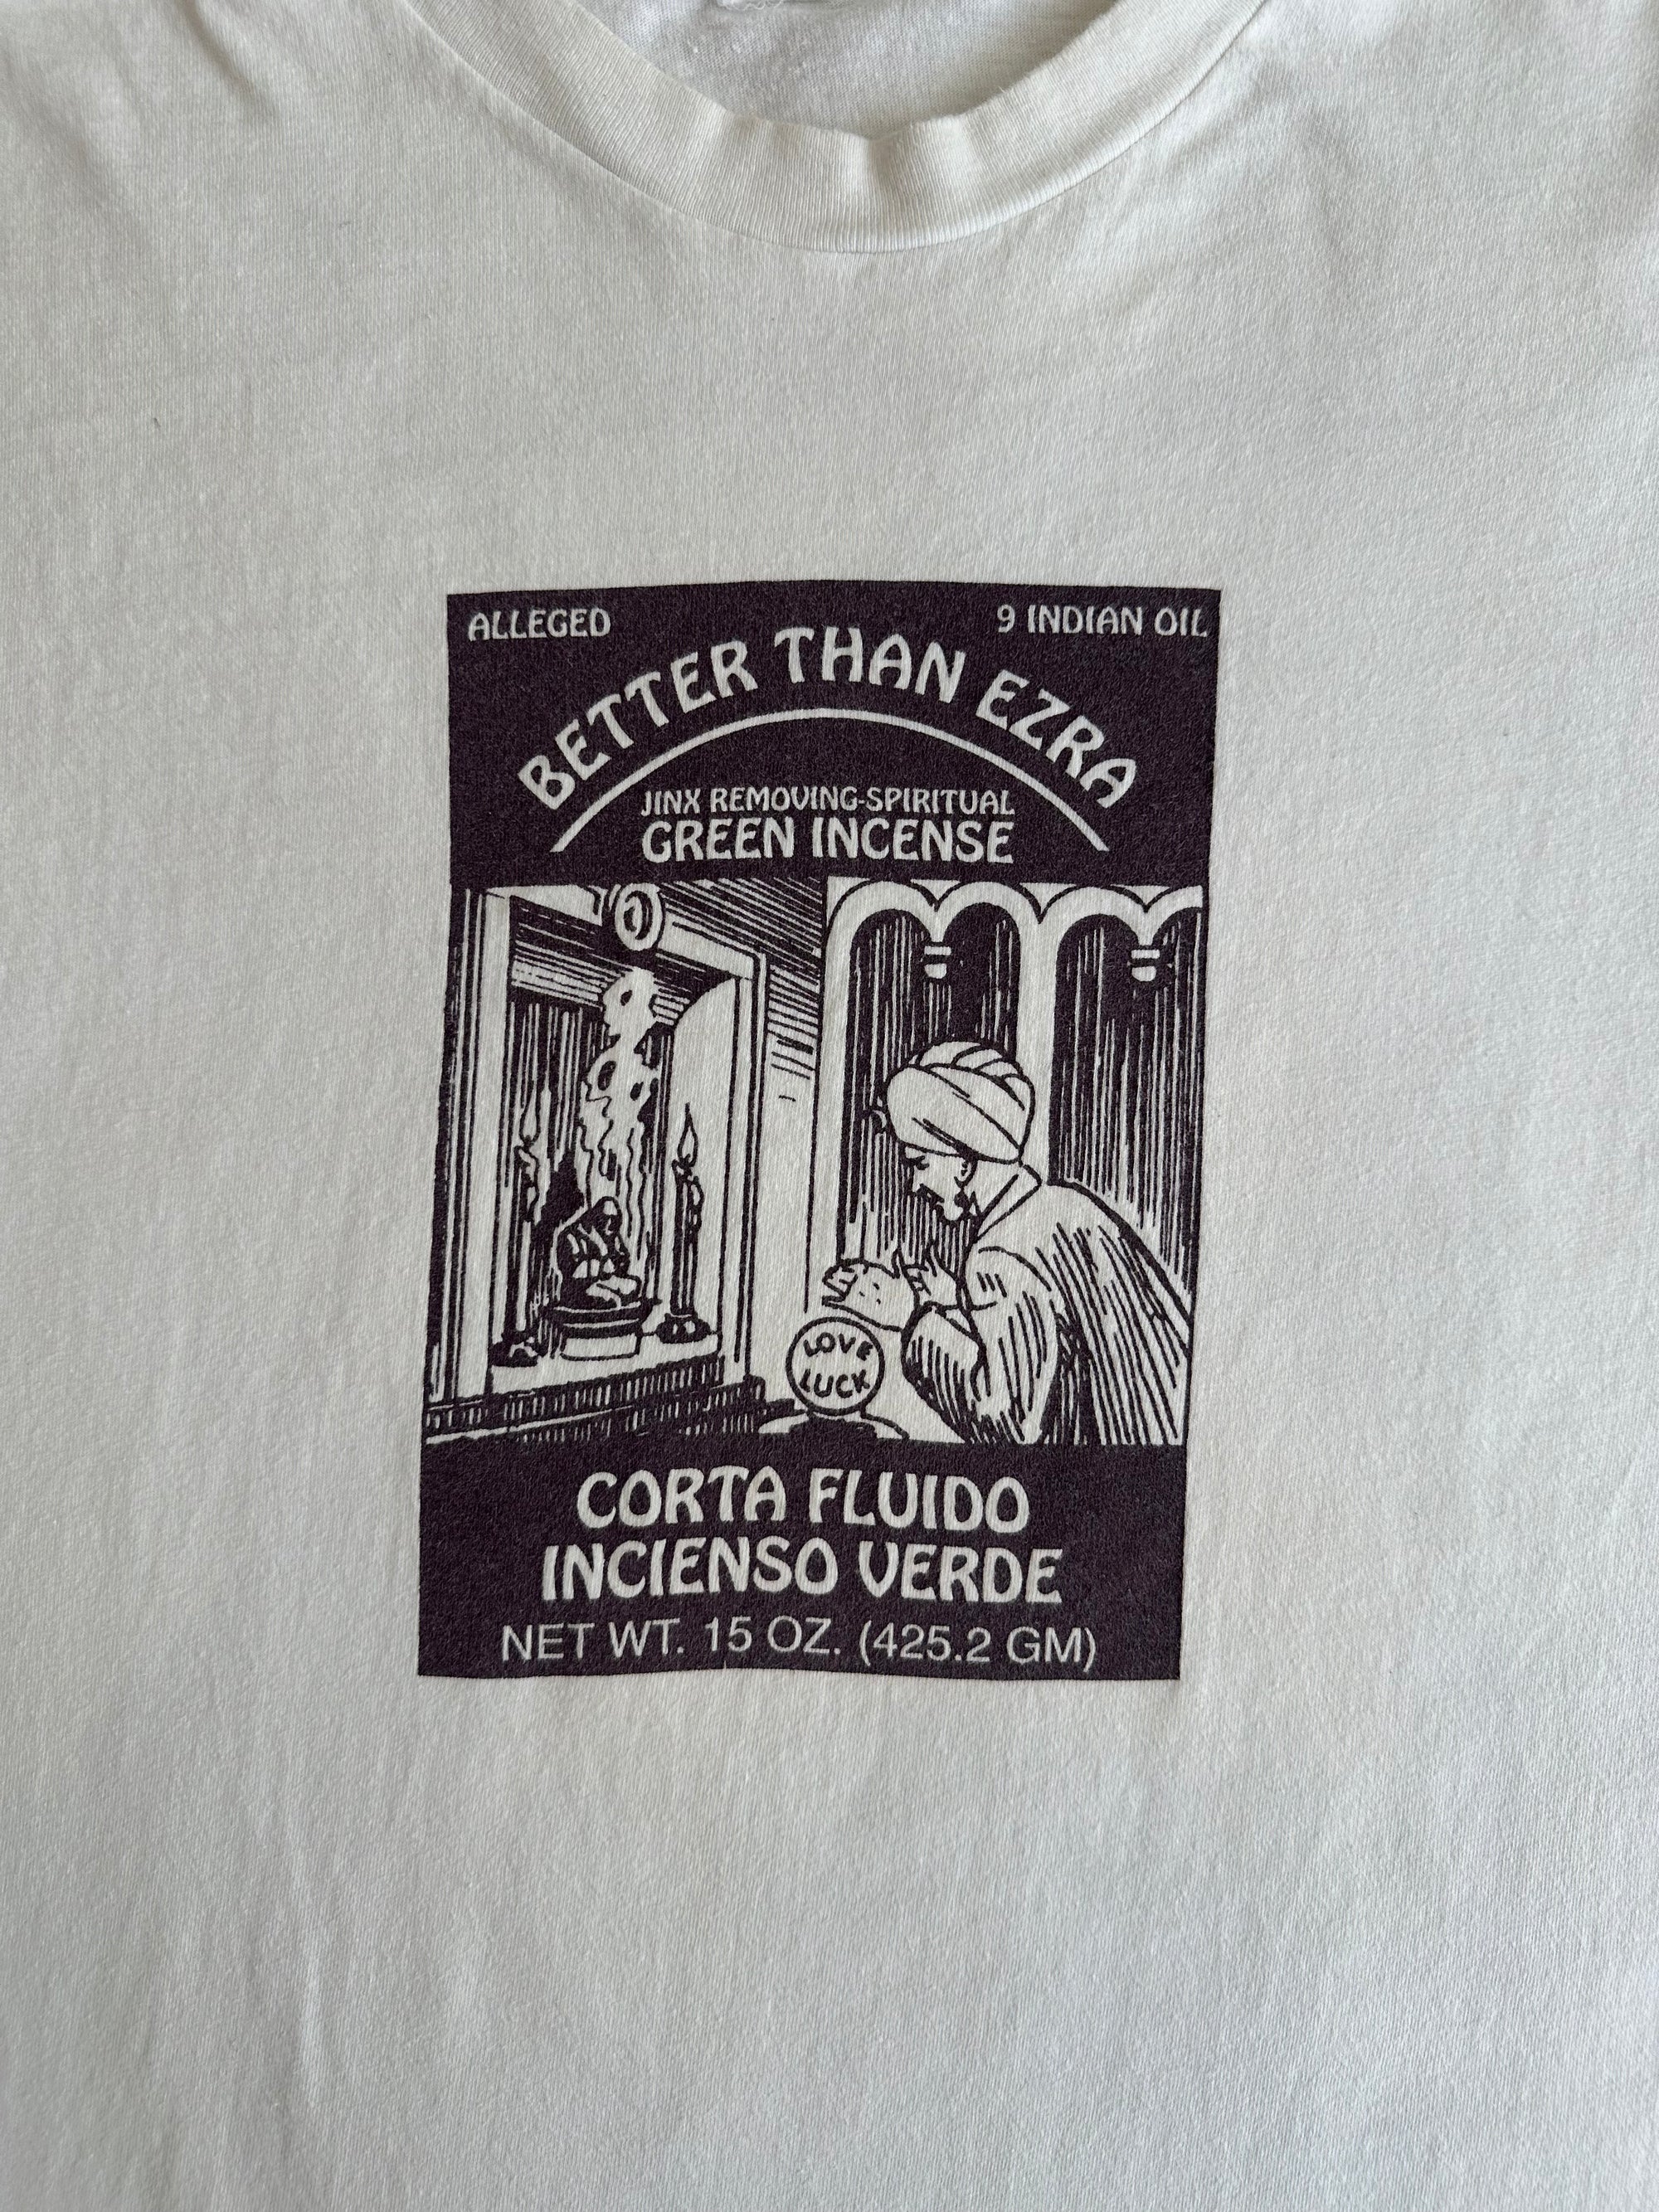 ALLEGED
9 INDIAN OIL
BETTER THAN EZRA
JINX REMOVING-SPIRITUAL
GREEN INCENSE
LOVE
LUCK
CORTA FLUIDO
INCIENSO VERDE
NET WT. 15 OZ. (425.2 GM)